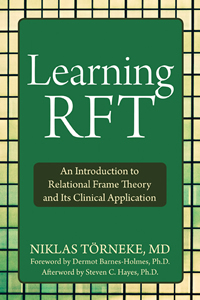 Learning
RFT
An Introduction to
Relational Frame Theory
and Its Clinical Application
NIKLAS TÖRNEKE, MD
Foreword by Dermot Barnes-Holmes, Ph.D.
Afterword by Steven C. Hayes, Ph.D.